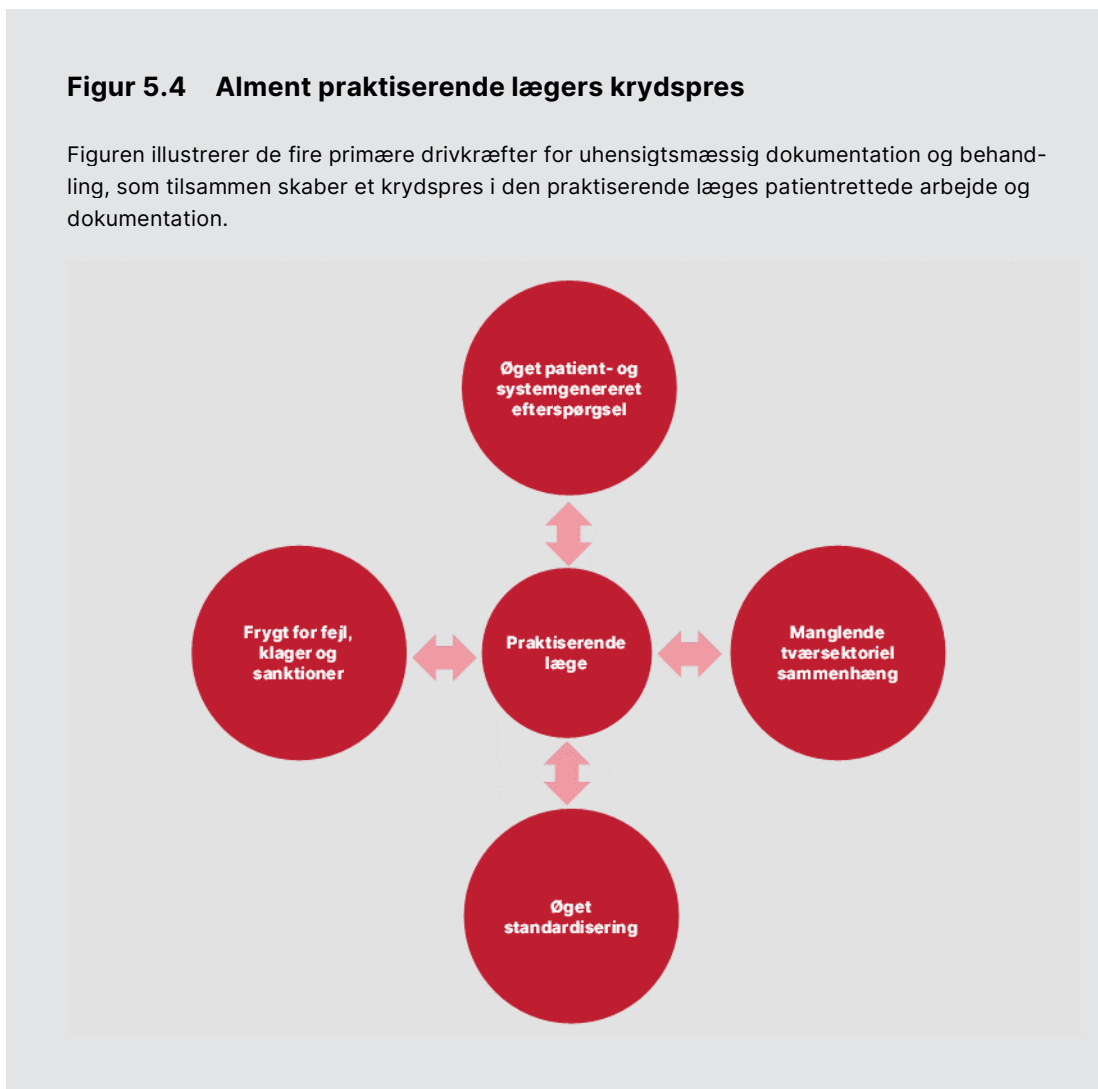 Figur 5.4 Alment praktiserende lægers krydspres
Figuren illustrerer de fire primære drivkræfter for uhensigtsmæssig dokumentation og behand-
ling, som tilsammen skaber et krydspres i den praktiserende læges patientrettede arbejde og
dokumentation.
Øget patient- og
systemgenereret
efterspørgsel
Frygt for fejl,
klager og
sanktioner
Praktiserende
læge
Manglende
tværsektoriel
sammenhæng
Øget
standardisering